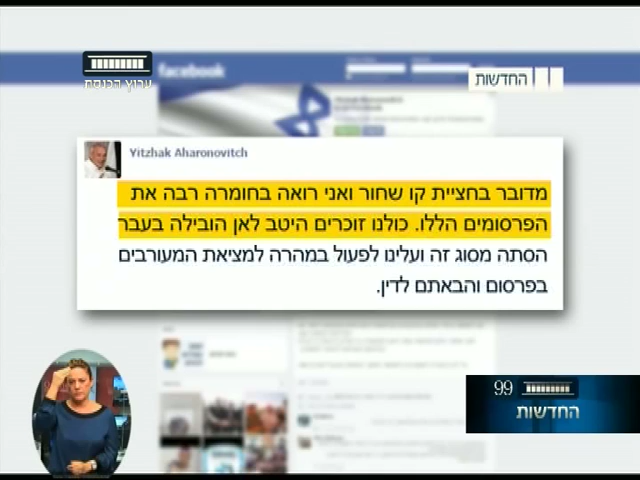 ערוץ הכנסת
facebook
החדשות
Yitzhak Aharonovitch
מדובר בחציית קו שחור ואני רואה בחומרה רבה את
הפרסומים הללו. כולנו זוכרים היטב לאן הובילה בעבר
הסתה מסוג זה ועלינו לפעול במהרה למציאת המעורבים
בפרסום והבאתם לדין.
99
החדשות